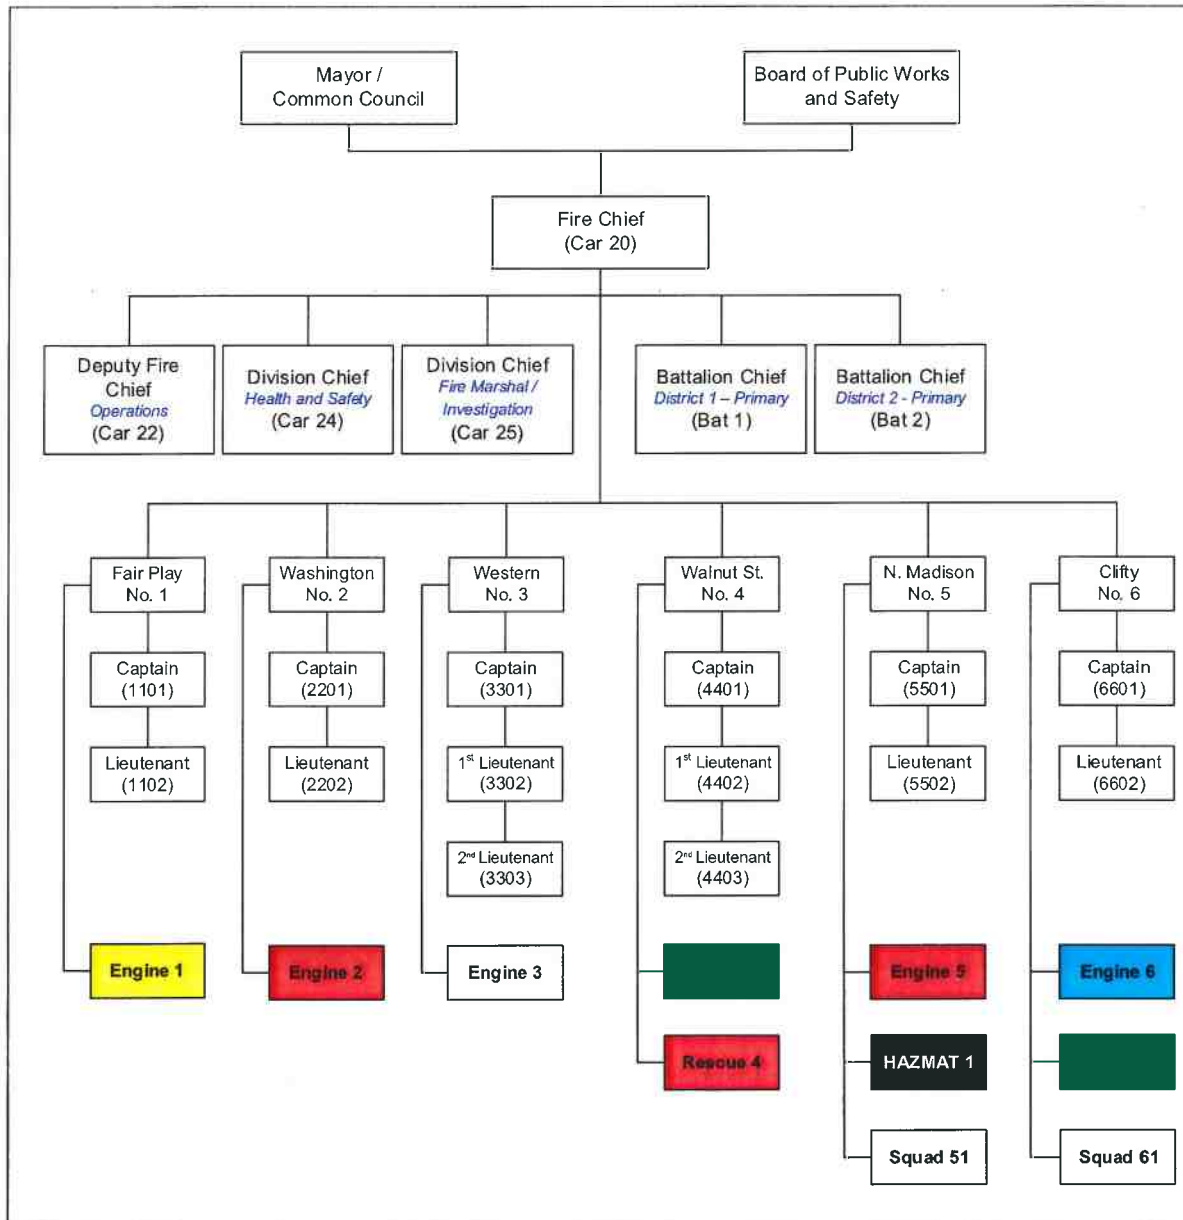 Mayor /
Common Council
Board of Public Works
and Safety
Fire Chief
(Car 20)
Deputy Fire
Chief
Operations
(Car 22)
Division Chief
Health and Safety
(Car 24)
Division Chief
Fire Marshal /
Investigation
(Car 25)
Battalion Chief
District 1 – Primary
(Bat 1)
Battalion Chief
District 2 - Primary
(Bat 2)
Fair Play
No. 1
Washington
No. 2
Western
No. 3
Walnut St.
No. 4
N. Madison
No. 5
Clifty
No. 6
Captain
(1101)
Captain
(2201)
Captain
(3301)
Captain
(4401)
Captain
(5501)
Captain
(6601)
Lieutenant
(1102)
Lieutenant
(2202)
1st Lieutenant
(3302)
1st Lieutenant
(4402)
Lieutenant
(5502)
Lieutenant
(6602)
2nd Lieutenant
(3303)
2nd Lieutenant
(4403)
Engine 1
Engine 2
Engine 3
Engine 5
Engine 6
Rescue 4
HAZMAT 1
Squad 51
Squad 61